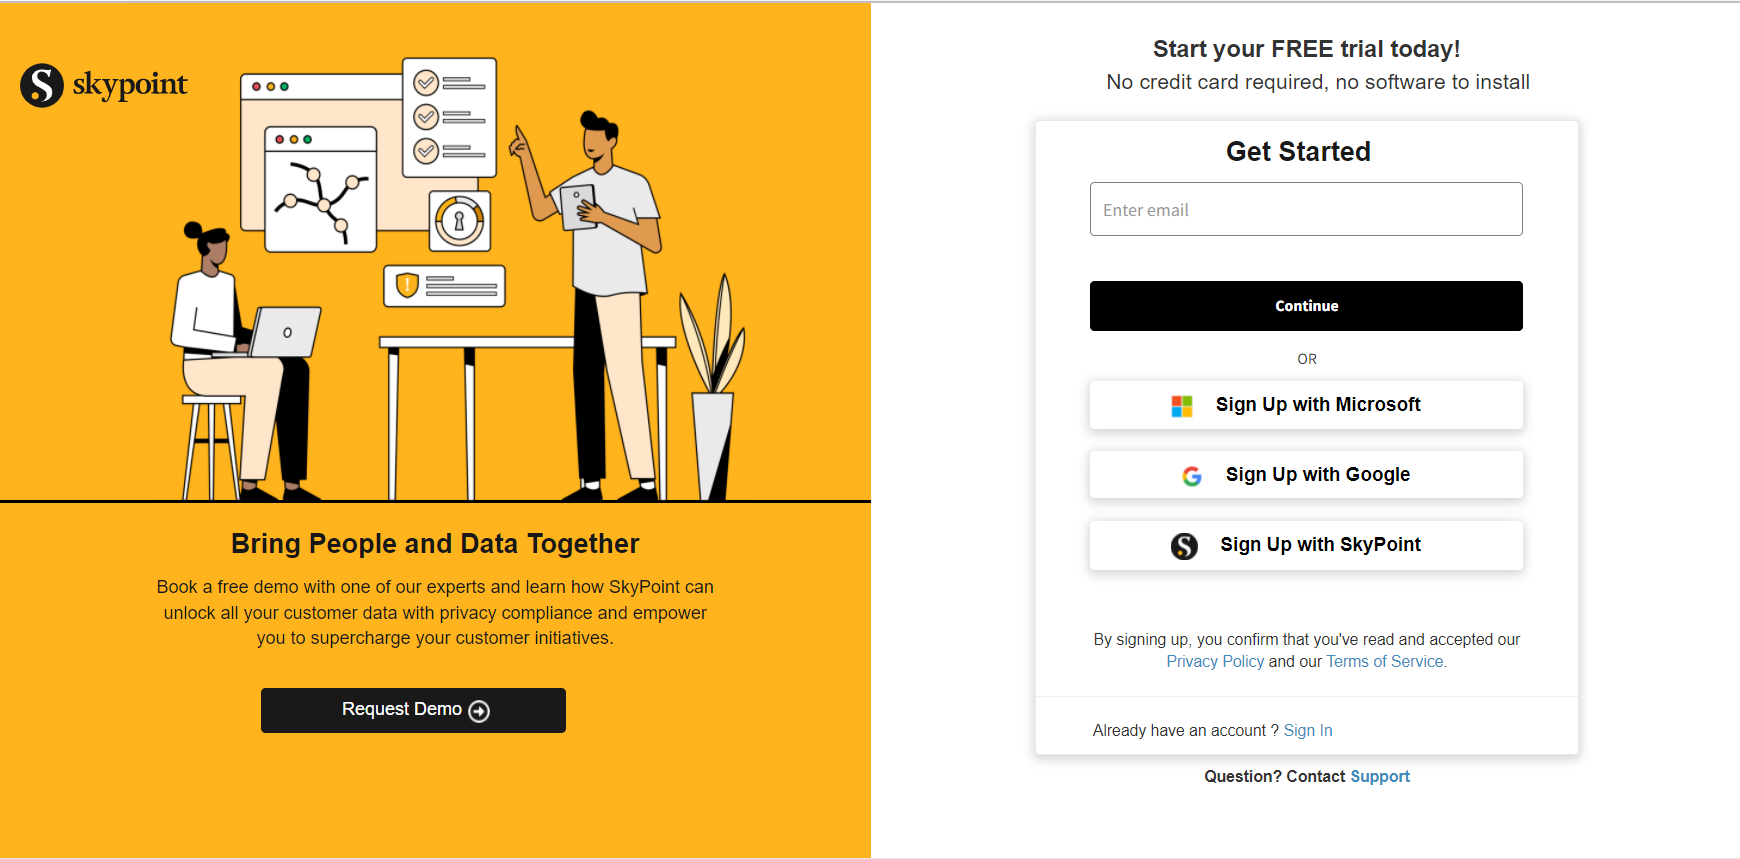 skypoint
Bring People and Data Together
Book a free demo with one of our experts and learn how SkyPoint can
unlock all your customer data with privacy compliance and empower
you to supercharge your customer initiatives.
Request Demo
Start your FREE trial today!
No credit card required, no software to install
Get Started
Enter email
Continue
OR
Sign Up with Microsoft
Sign Up with Google
Sign Up with SkyPoint
By signing up, you confirm that you've read and accepted our
Privacy Policy and our Terms of Service.
Already have an account ? Sign In
Question? Contact Support